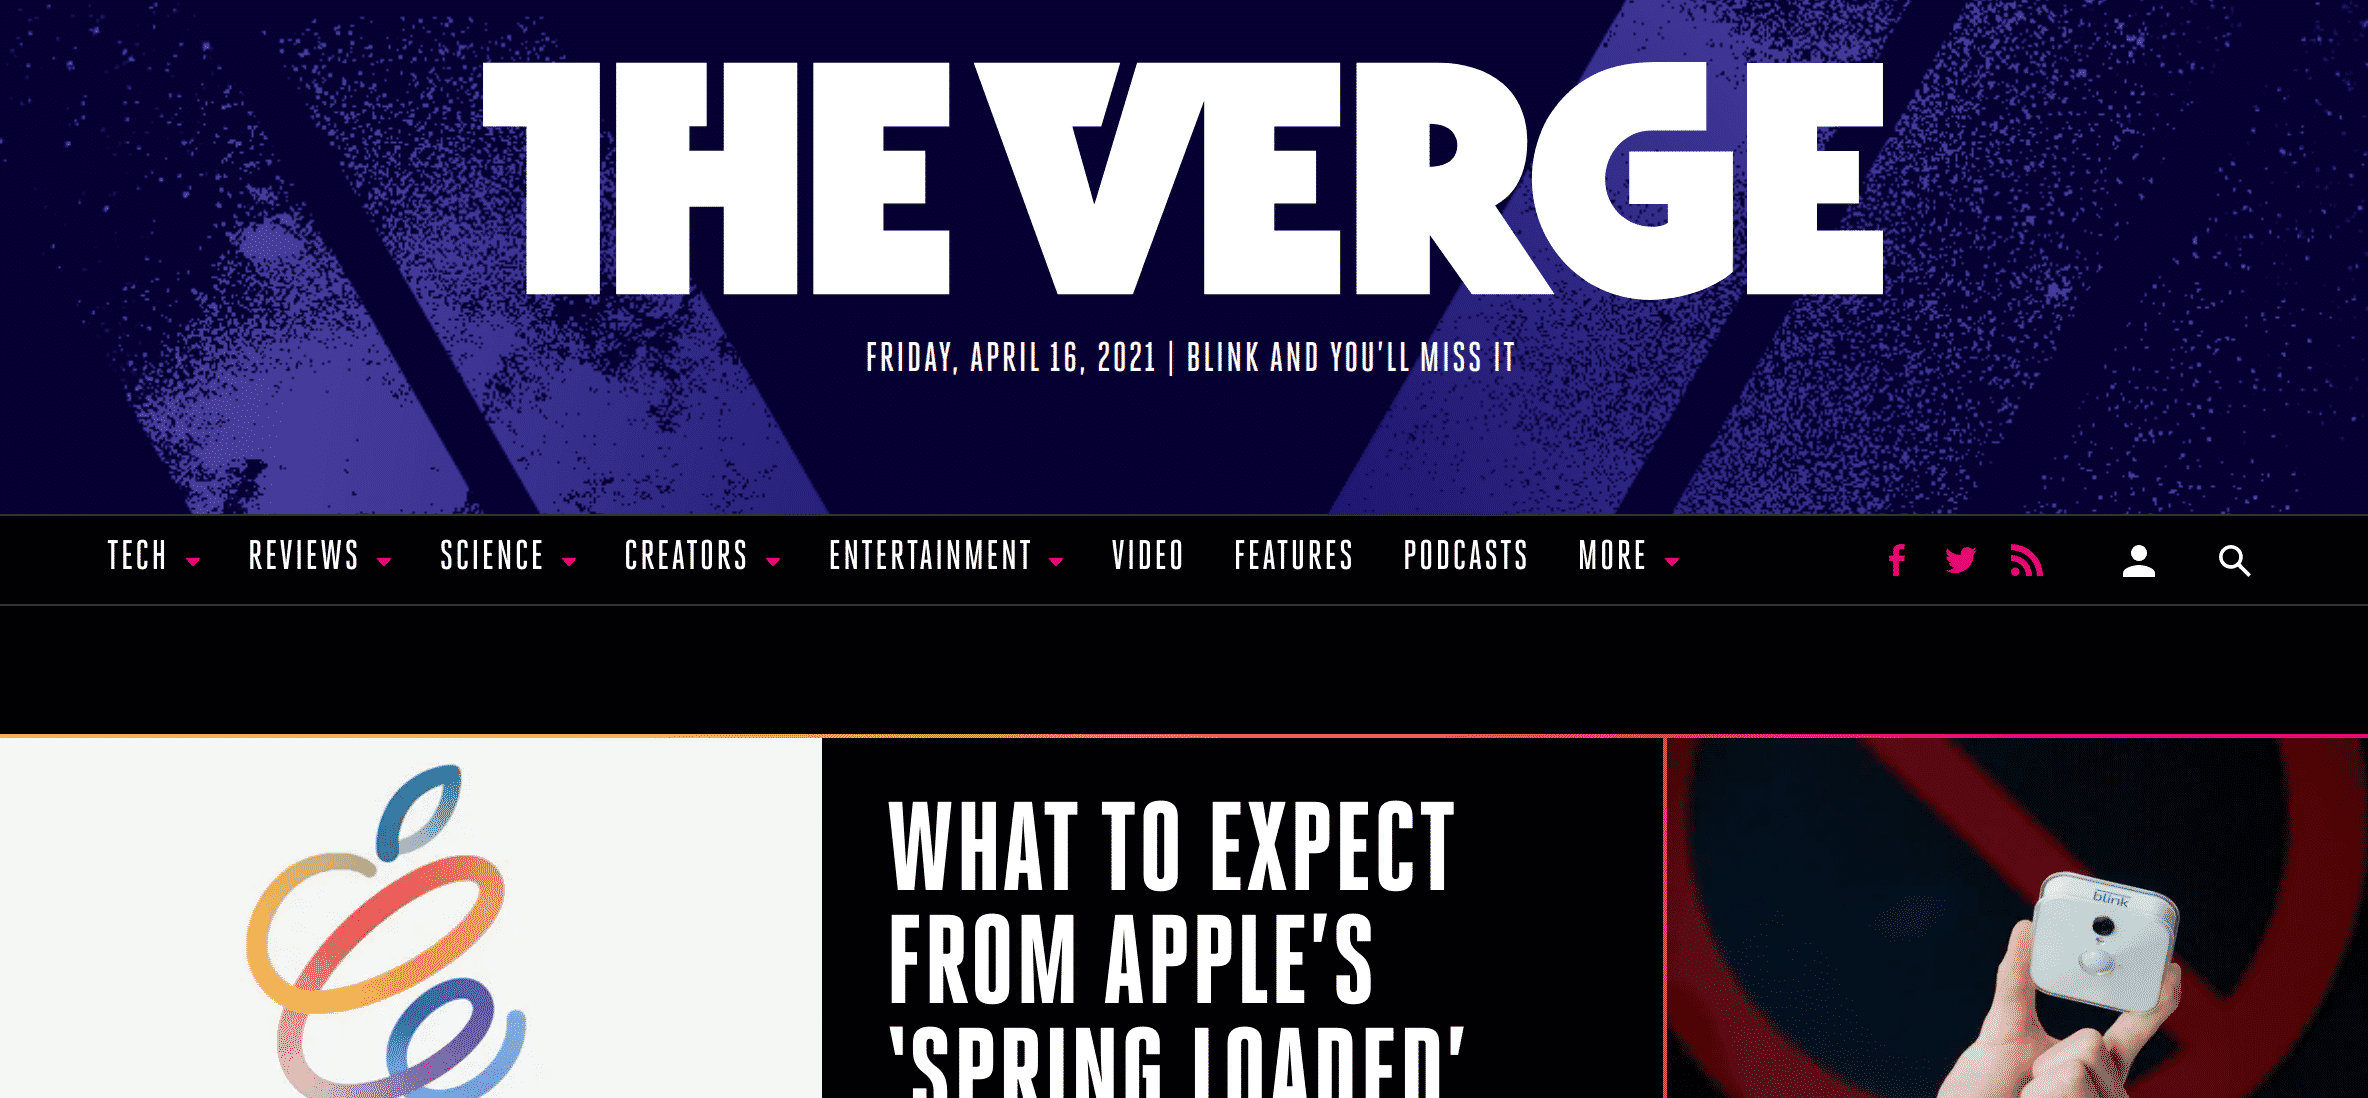 THE VERGE
FRIDAY, APRIL 16, 2021 | BLINK AND YOU'LL MISS IT
TECH REVIEWS SCIENCE CREATORS ENTERTAINMENT VIDEO FEATURES PODCASTS MORE
WHAT TO EXPECT
FROM APPLE'S
'SPRING LOADED'
blink